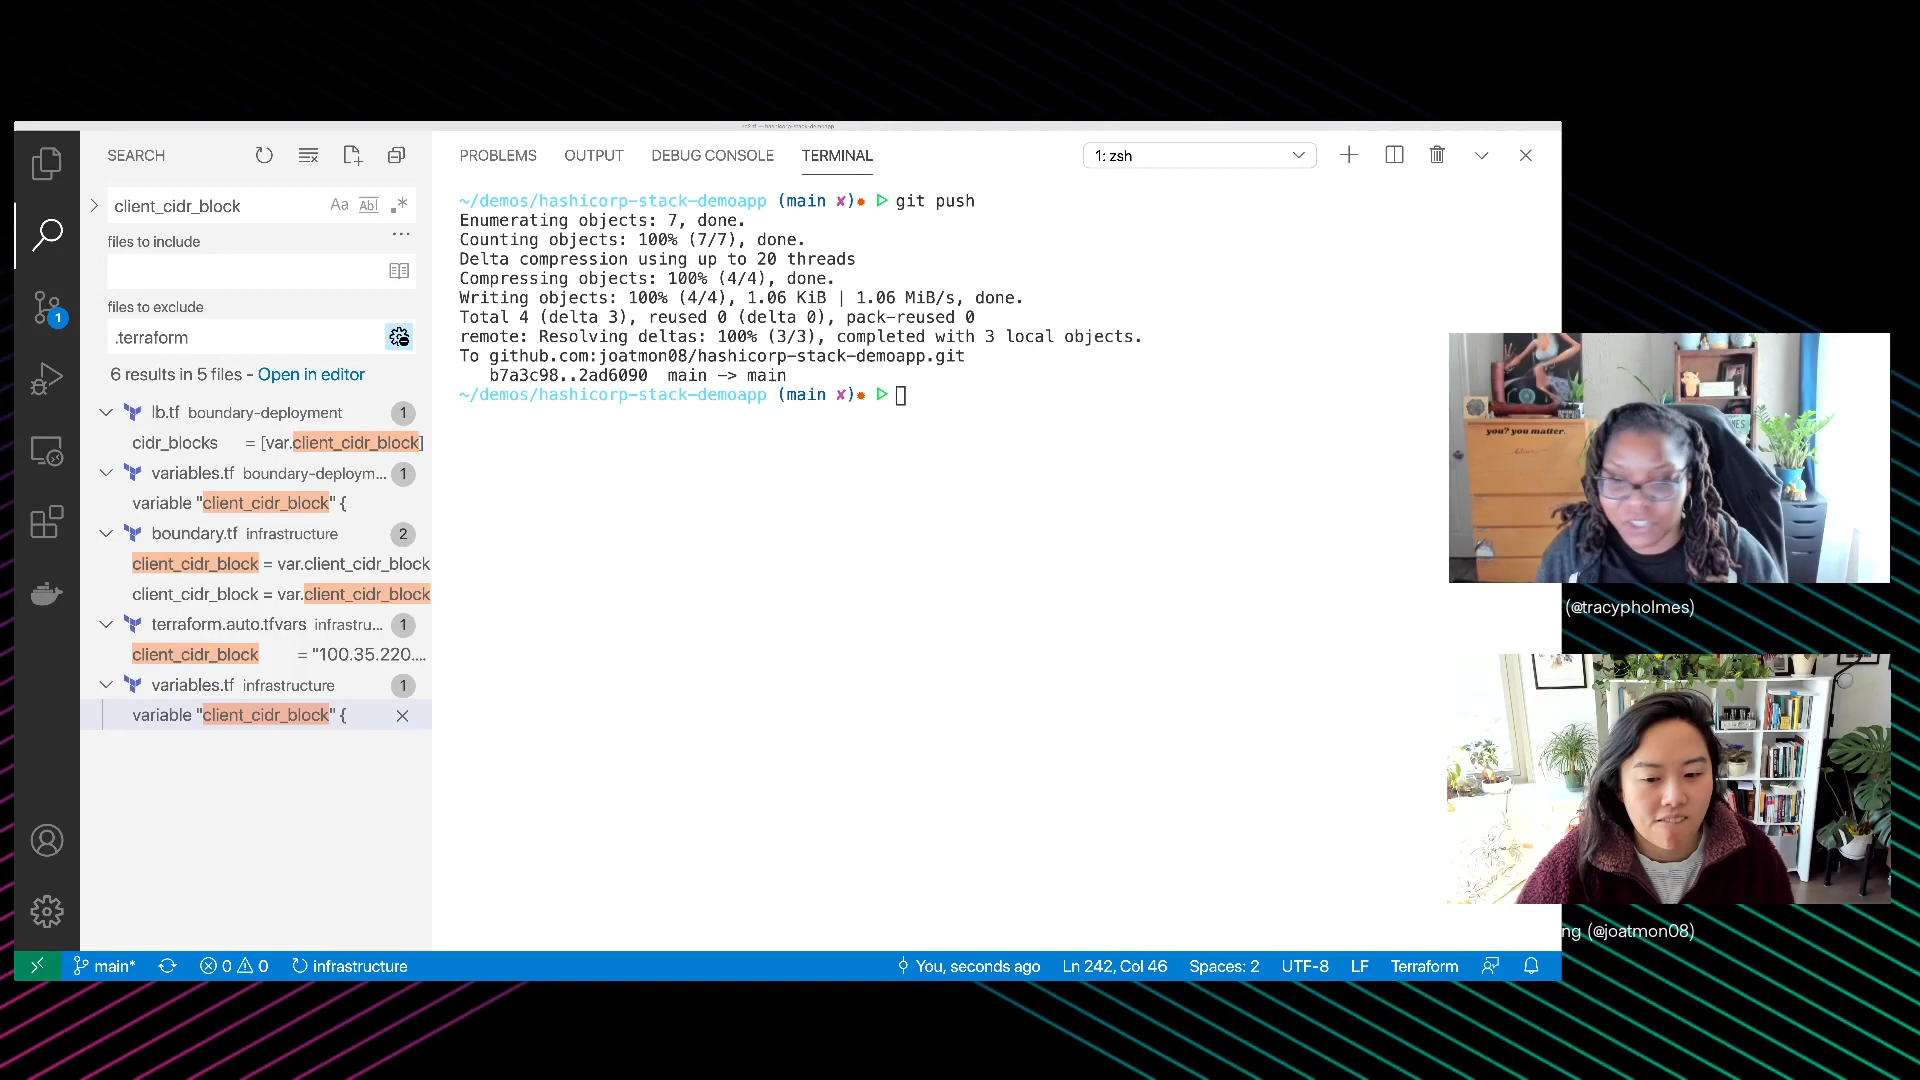 ec2.tf — hashicorp-stack-demoapp
SEARCH
client_cidr_block
Aa Abl .*
files to include
...
files to exclude
.terraform
6 results in 5 files - Open in editor
lb.tf boundary-deployment 1
cidr_blocks = [var.client_cidr_block]
variables.tf boundary-deploym... 1
variable "client_cidr_block" {
boundary.tf infrastructure 2
client_cidr_block = var.client_cidr_block
client_cidr_block = var.client_cidr_block
terraform.auto.tfvars infrastru... 1
client_cidr_block = "100.35.220....
variables.tf infrastructure 1
variable "client_cidr_block" {
1
PROBLEMS OUTPUT DEBUG CONSOLE TERMINAL
1: zsh
~/demos/hashicorp-stack-demoapp (main ✘)● ▷ git push
Enumerating objects: 7, done.
Counting objects: 100% (7/7), done.
Delta compression using up to 20 threads
Compressing objects: 100% (4/4), done.
Writing objects: 100% (4/4), 1.06 KiB | 1.06 MiB/s, done.
Total 4 (delta 3), reused 0 (delta 0), pack-reused 0
remote: Resolving deltas: 100% (3/3), completed with 3 local objects.
To github.com:joatmon08/hashicorp-stack-demoapp.git
b7a3c98..2ad6090 main -> main
~/demos/hashicorp-stack-demoapp (main ✘)● ▷
you? you matter.
(@tracypholmes)
ng (@joatmon08)
main* 0 0 infrastructure
You, seconds ago Ln 242, Col 46 Spaces: 2 UTF-8 LF Terraform